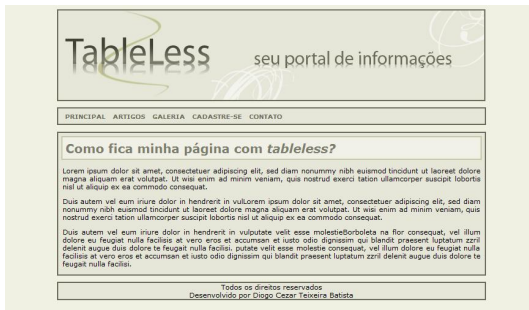 TableLess
seu portal de informações
PRINCIPAL ARTIGOS GALERIA CADASTRE-SE CONTATO
Como fica minha página com tableless?
Lorem ipsum dolor sit amet, consectetuer adipiscing elit, sed diam nonummy nibh euismod tincidunt ut laoreet dolore
magna aliquam erat volutpat. Ut wisi enim ad minim veniam, quis nostrud exerci tation ullamcorper suscipit lobortis
nisl ut aliquip ex ea commodo consequat.
Duis autem vel eum iriure dolor in hendrerit in vulLorem ipsum dolor sit amet, consectetuer adipiscing elit, sed diam
nonummy nibh euismod tincidunt ut laoreet dolore magna aliquam erat volutpat. Ut wisi enim ad minim veniam, quis
nostrud exerci tation ullamcorper suscipit lobortis nisl ut aliquip ex ea commodo consequat.
Duis autem vel eum iriure dolor in hendrerit in vulputate velit esse molestieBorboleta na flor consequat, vel illum
dolore eu feugiat nulla facilisis at vero eros et accumsan et iusto odio dignissim qui blandit praesent luptatum zzril
delenit augue duis dolore te feugait nulla facilisi. putate velit esse molestie consequat, vel illum dolore eu feugiat nulla
facilisis at vero eros et accumsan et iusto odio dignissim qui blandit praesent luptatum zzril delenit augue duis dolore te
feugait nulla facilisi.
Todos os direitos reservados
Desenvolvido por Diogo Cezar Teixeira Batista